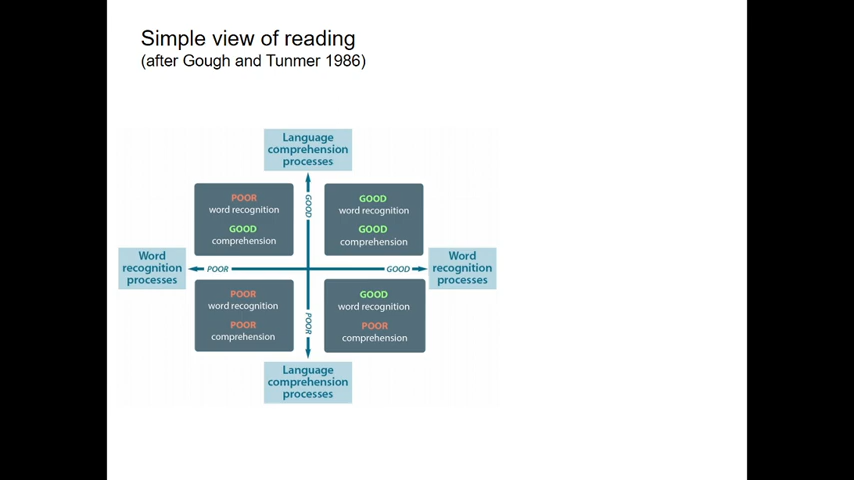 Simple view of reading
(after Gough and Tunmer 1986)
Language
comprehension
processes
GOOD
POOR
word recognition
GOOD
comprehension
GOOD
word recognition
GOOD
comprehension
Word
recognition
processes
POOR
GOOD
Word
recognition
processes
POOR
word recognition
POOR
comprehension
POOR
GOOD
word recognition
POOR
comprehension
Language
comprehension
processes